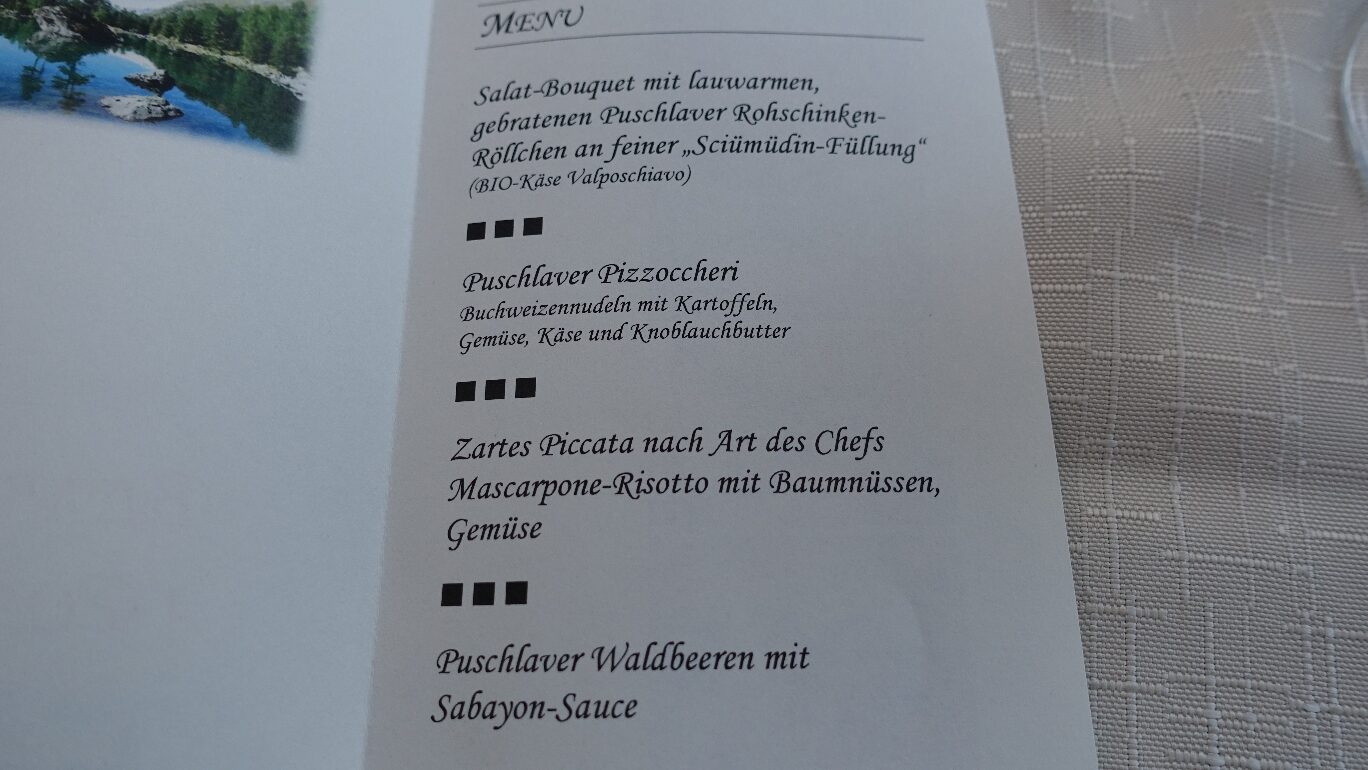 MENU
Salat-Bouquet mit lauwarmen,
gebratenen Puschlaver Rohschinken-
Röllchen an feiner „Sciümüdin-Füllung“
(BIO-Käse Valposchiavo)
■ ■ ■
Puschlaver Pizzoccheri
Buchweizennudeln mit Kartoffeln,
Gemüse, Käse und Knoblauchbutter
■ ■ ■
Zartes Piccata nach Art des Chefs
Mascarpone-Risotto mit Baumnüssen,
Gemüse
■ ■ ■
Puschlaver Waldbeeren mit
Sabayon-Sauce